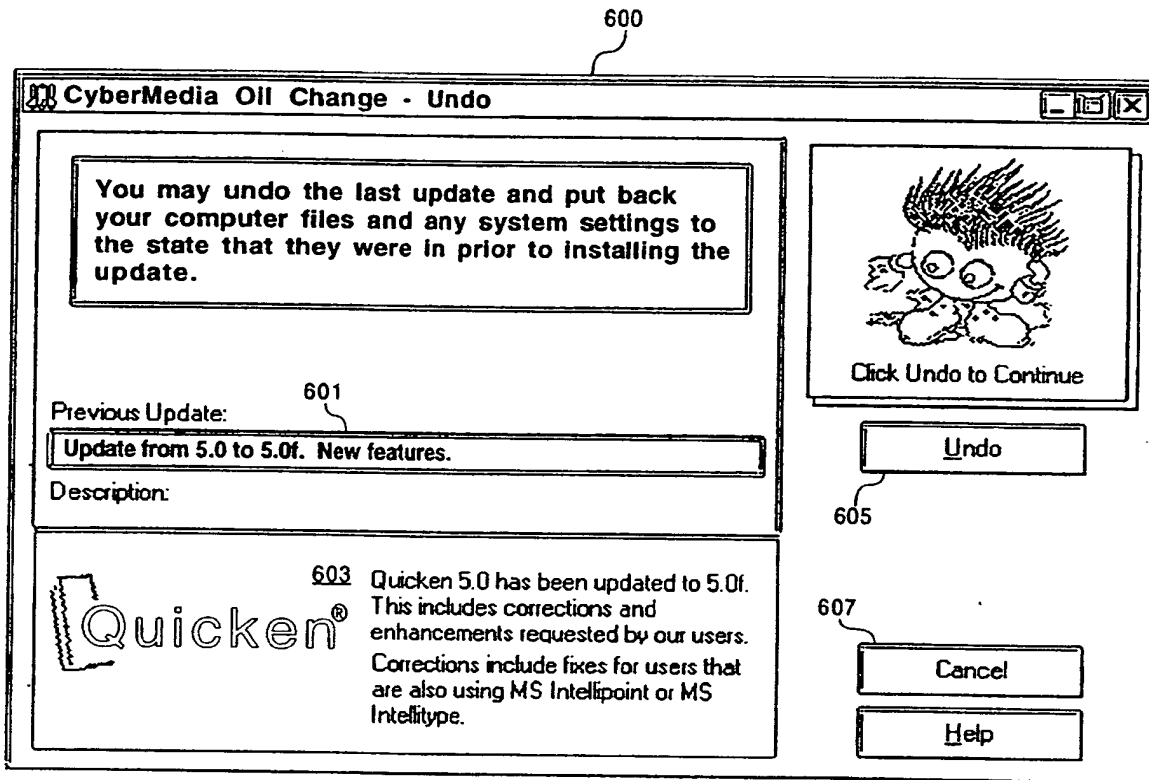 600
CyberMedia Oil Change - Undo
You may undo the last update and put back
your computer files and any system settings to
the state that they were in prior to installing the
update.
Click Undo to Continue
601
Previous Update:
Update from 5.0 to 5.0f. New features.
Description:
Undo
605
Quicken®
603
Quicken 5.0 has been updated to 5.0f.
This includes corrections and
enhancements requested by our users.
Corrections include fixes for users that
are also using MS Intellipoint or MS
Intellitype.
607
Cancel
Help